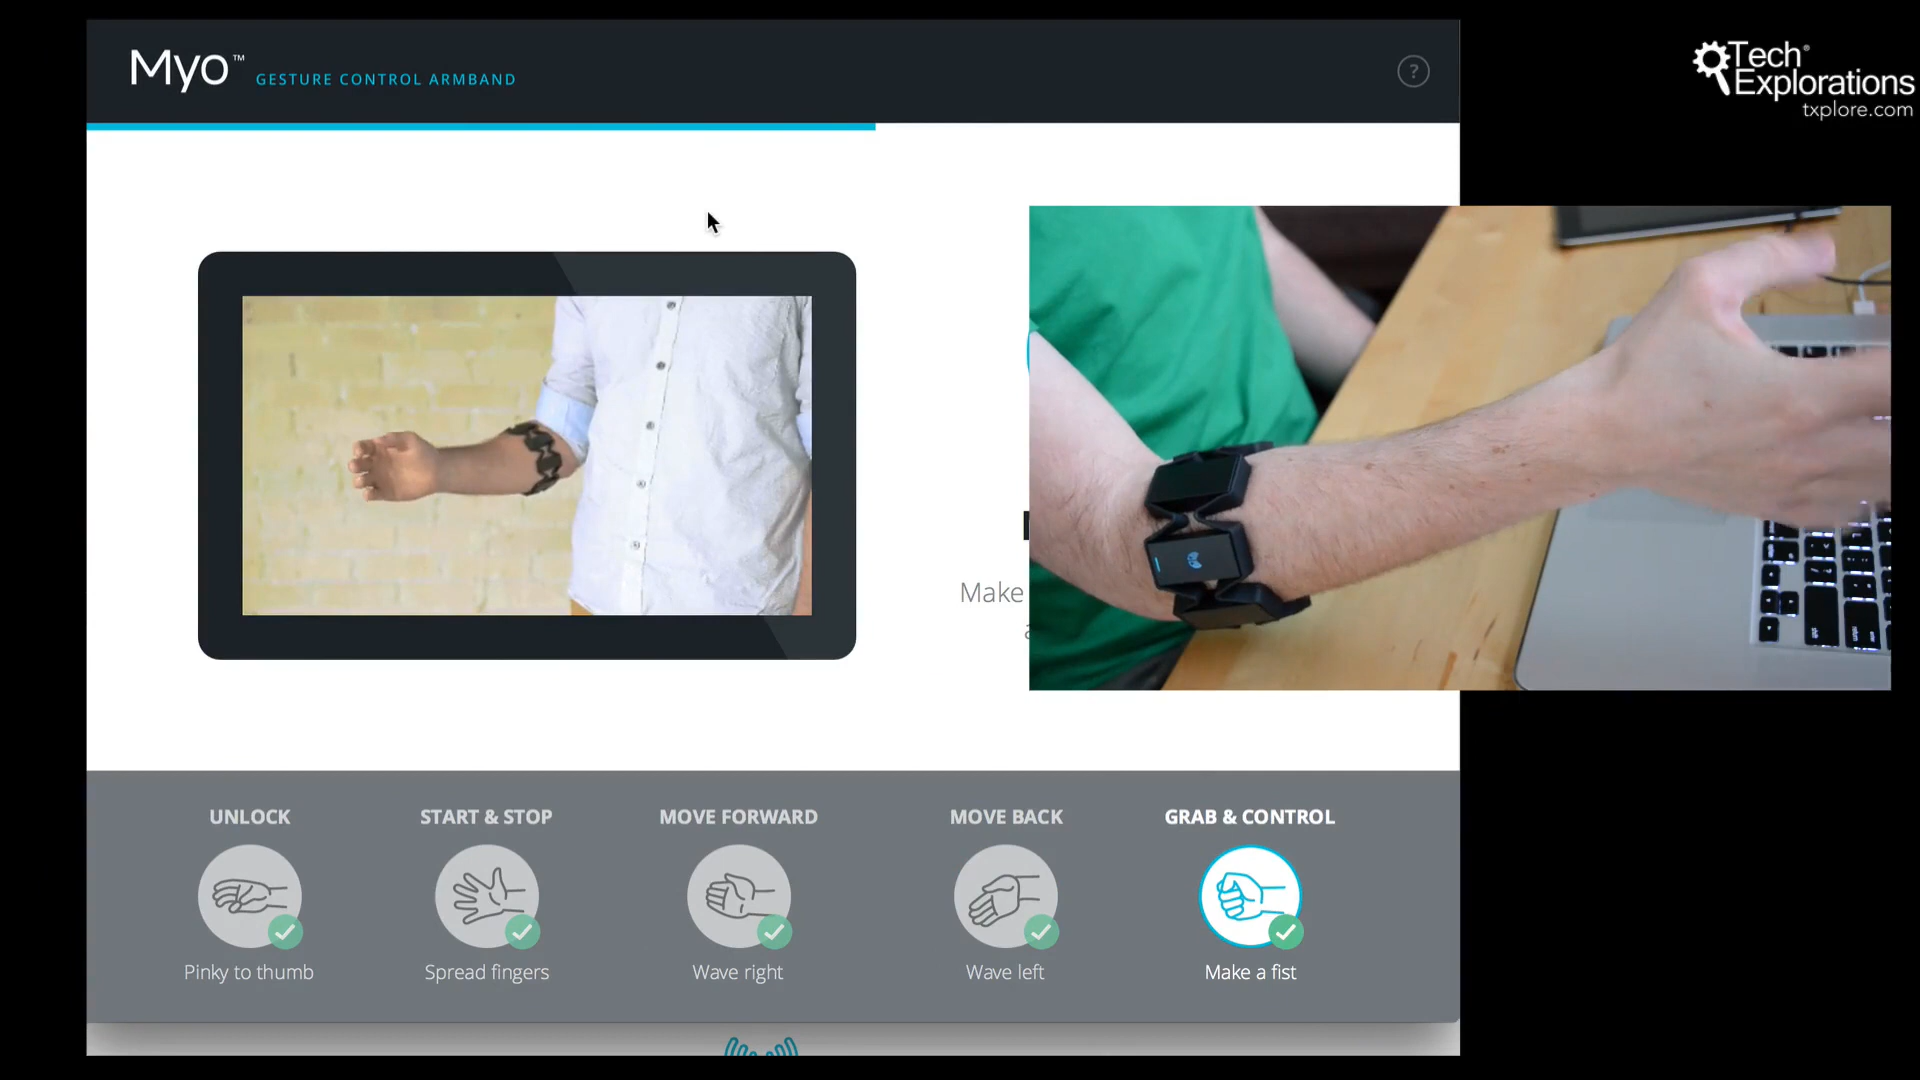 Myo™ GESTURE CONTROL ARMBAND
?
Tech®
Explorations
txplore.com
Make
UNLOCK
START & STOP
MOVE FORWARD
MOVE BACK
GRAB & CONTROL
Pinky to thumb
Spread fingers
Wave right
Wave left
Make a fist